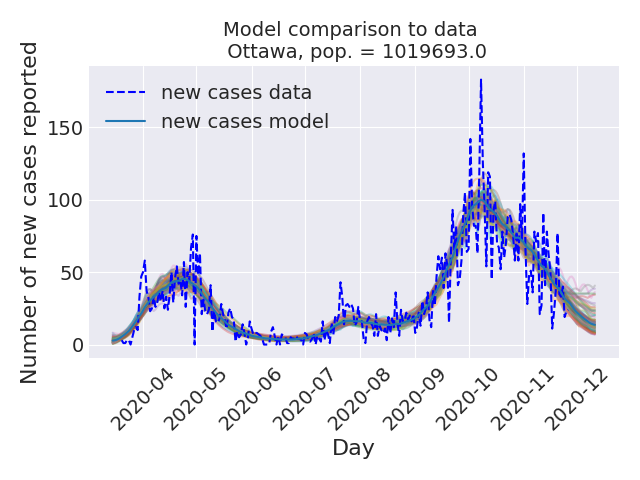 Model comparison to data
Ottawa, pop. = 1019693.0
Number of new cases reported
150
100
50
0
new cases data
new cases model
2020-04
2020-05
2020-06
2020-07
2020-08
2020-09
2020-10
2020-11
2020-12
Day